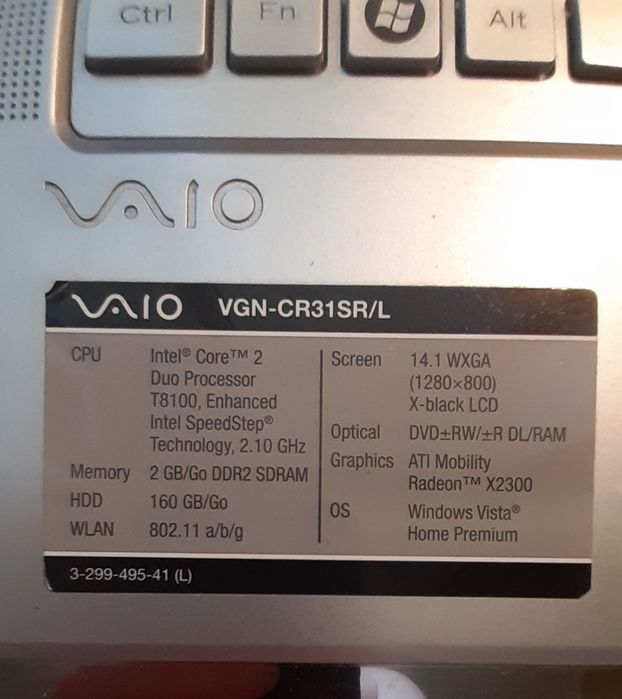 Ctrl Fn Alt
VAIO
VAIO VGN-CR31SR/L
CPU Intel® Core™ 2
Duo Processor
T8100, Enhanced
Intel SpeedStep®
Technology, 2.10 GHz
Memory 2 GB/Go DDR2 SDRAM
HDD 160 GB/Go
WLAN 802.11 a/b/g
Screen 14.1 WXGA
(1280×800)
X-black LCD
Optical DVD±RW/±R DL/RAM
Graphics ATI Mobility
Radeon™ X2300
OS Windows Vista®
Home Premium
3-299-495-41 (L)